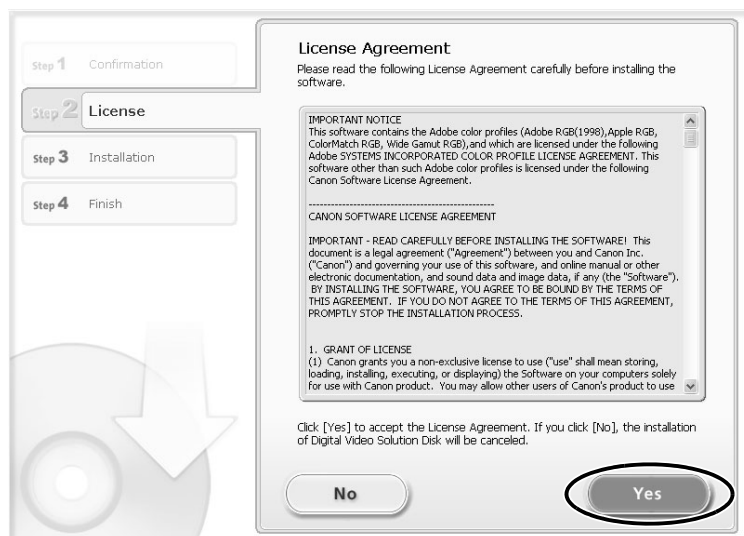 Step 1 Confirmation
Step 2 License
Step 3 Installation
Step 4 Finish
License Agreement
Please read the following License Agreement carefully before installing the
software.
IMPORTANT NOTICE
This software contains the Adobe color profiles (Adobe RGB(1998),Apple RGB,
ColorMatch RGB, Wide Gamut RGB),and which are licensed under the following
Adobe SYSTEMS INCORPORATED COLOR PROFILE LICENSE AGREEMENT. This
software other than such Adobe color profiles is licensed under the following
Canon Software License Agreement.
------------------------------------------------
CANON SOFTWARE LICENSE AGREEMENT
IMPORTANT - READ CAREFULLY BEFORE INSTALLING THE SOFTWARE! This
document is a legal agreement ("Agreement") between you and Canon Inc.
("Canon") and governing your use of this software, and online manual or other
electronic documentation, and sound data and image data, if any (the "Software").
BY INSTALLING THE SOFTWARE, YOU AGREE TO BE BOUND BY THE TERMS OF
THIS AGREEMENT. IF YOU DO NOT AGREE TO THE TERMS OF THIS AGREEMENT,
PROMPTLY STOP THE INSTALLATION PROCESS.
1. GRANT OF LICENSE
(1) Canon grants you a non-exclusive license to use ("use" shall mean storing,
loading, installing, executing, or displaying) the Software on your computers solely
for use with Canon product. You may allow other users of Canon's product to use
Click [Yes] to accept the License Agreement. If you click [No], the installation
of Digital Video Solution Disk will be canceled.
No
Yes